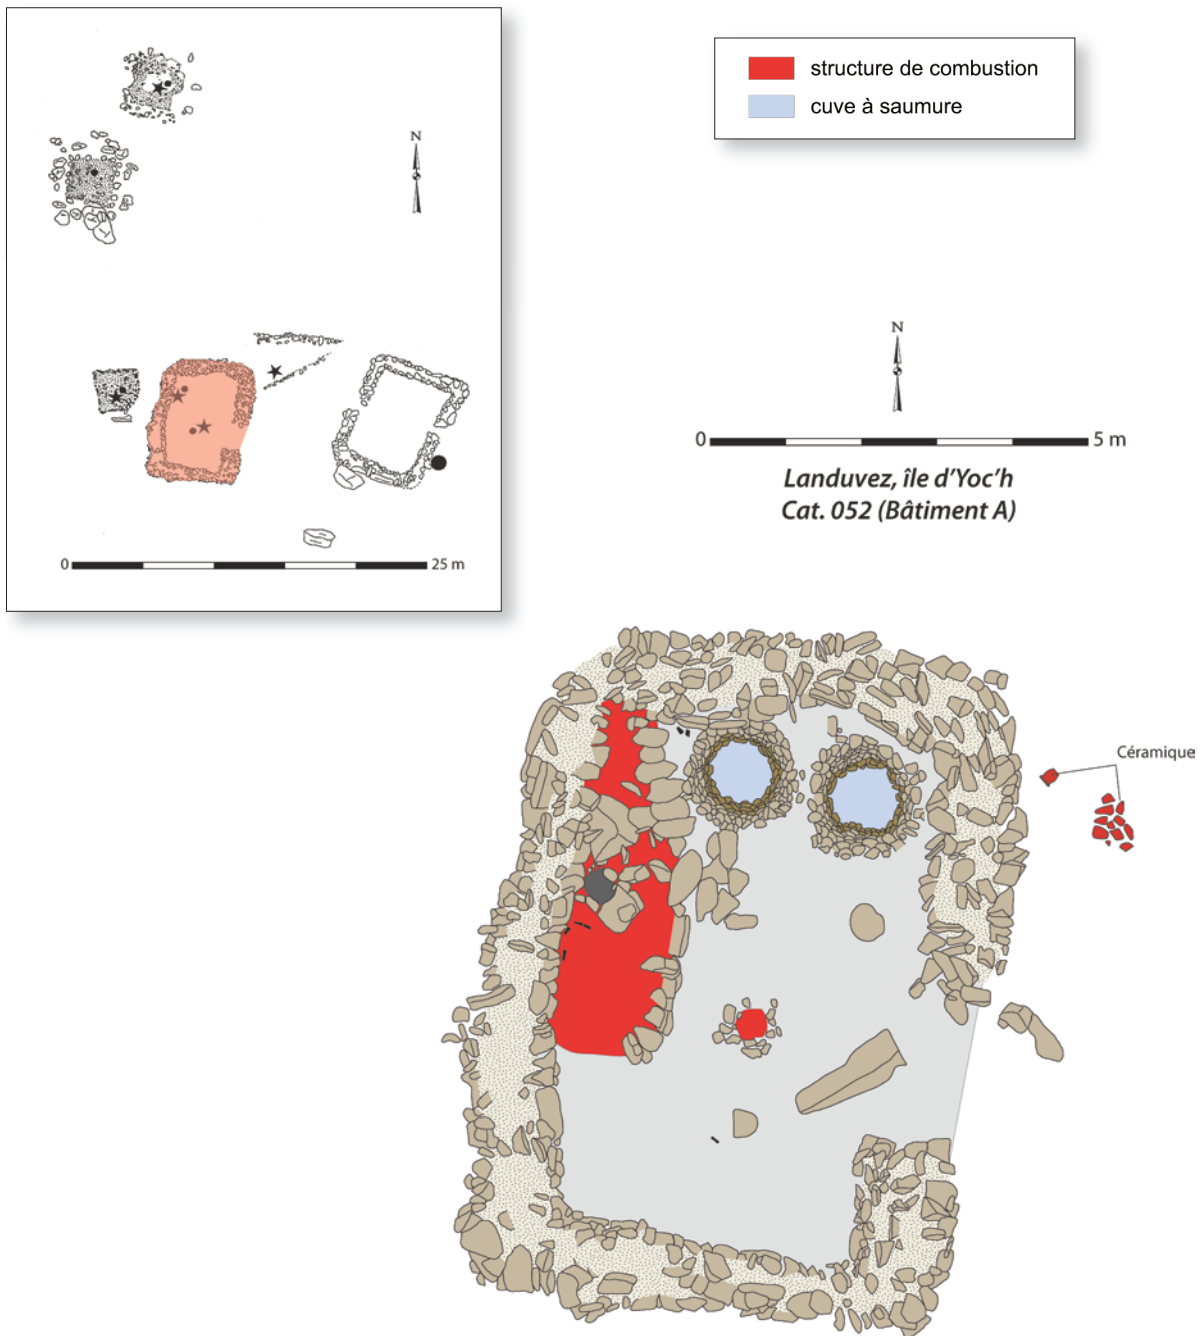 structure de combustion
cuve à saumure
N
0 25 m
N
0 5 m
Landuvez, île d'Yoc'h
Cat. 052 (Bâtiment A)
Céramique